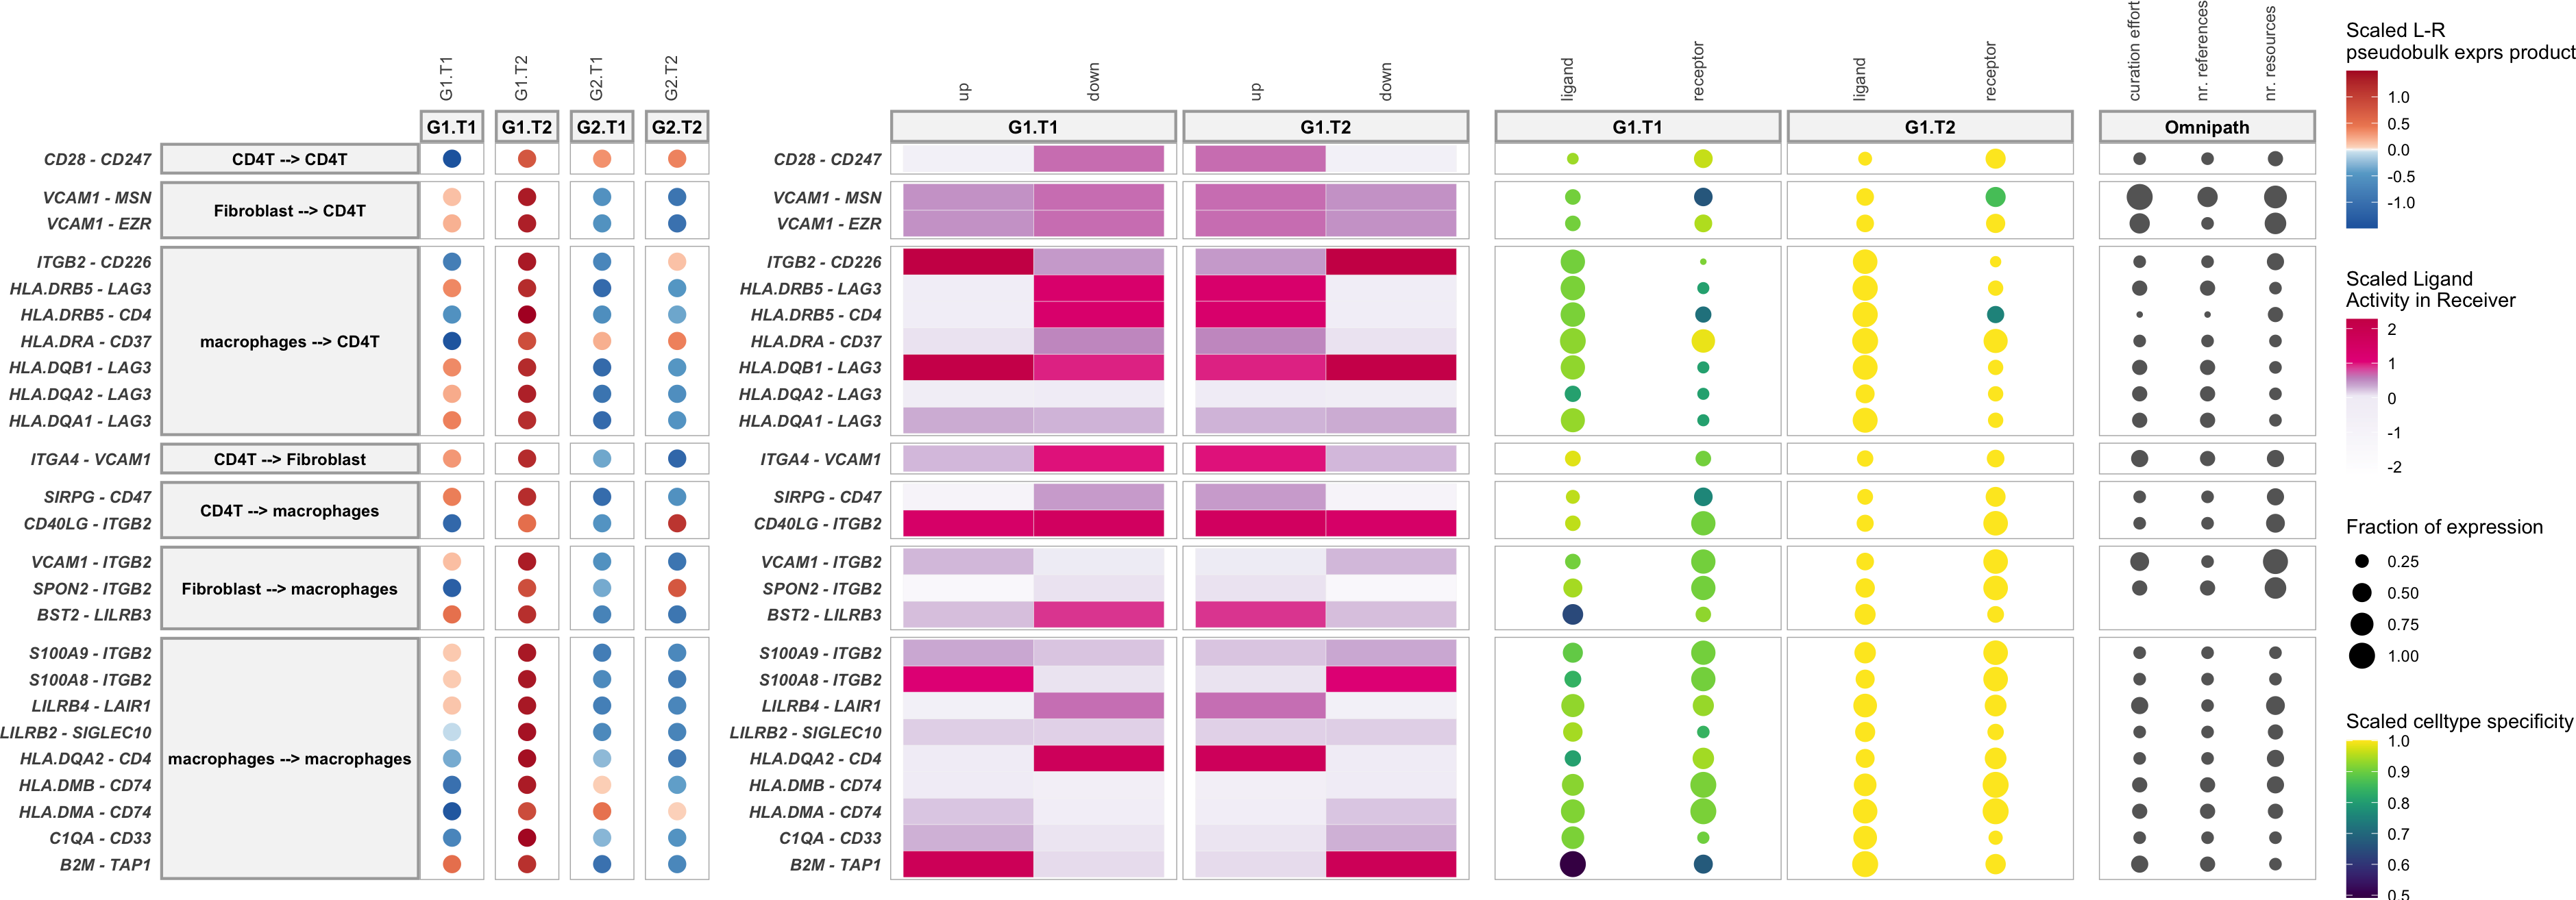 G1.T1 G1.T2 G2.T1 G2.T2 up down up down ligand receptor ligand receptor curation effort nr. references nr. resources
G1.T1 G1.T2 G2.T1 G2.T2 G1.T1 G1.T2 G1.T1 G1.T2 Omnipath
CD28 - CD247 CD4T --> CD4T CD28 - CD247
VCAM1 - MSN VCAM1 - MSN
Fibroblast --> CD4T
VCAM1 - EZR VCAM1 - EZR
ITGB2 - CD226 ITGB2 - CD226
HLA.DRB5 - LAG3 HLA.DRB5 - LAG3
HLA.DRB5 - CD4 HLA.DRB5 - CD4
HLA.DRA - CD37 macrophages --> CD4T HLA.DRA - CD37
HLA.DQB1 - LAG3 HLA.DQB1 - LAG3
HLA.DQA2 - LAG3 HLA.DQA2 - LAG3
HLA.DQA1 - LAG3 HLA.DQA1 - LAG3
ITGA4 - VCAM1 CD4T --> Fibroblast ITGA4 - VCAM1
SIRPG - CD47 SIRPG - CD47
CD4T --> macrophages
CD40LG - ITGB2 CD40LG - ITGB2
VCAM1 - ITGB2 VCAM1 - ITGB2
SPON2 - ITGB2 Fibroblast --> macrophages SPON2 - ITGB2
BST2 - LILRB3 BST2 - LILRB3
S100A9 - ITGB2 S100A9 - ITGB2
S100A8 - ITGB2 S100A8 - ITGB2
LILRB4 - LAIR1 LILRB4 - LAIR1
LILRB2 - SIGLEC10 LILRB2 - SIGLEC10
HLA.DQA2 - CD4 macrophages --> macrophages HLA.DQA2 - CD4
HLA.DMB - CD74 HLA.DMB - CD74
HLA.DMA - CD74 HLA.DMA - CD74
C1QA - CD33 C1QA - CD33
B2M - TAP1 B2M - TAP1
Scaled L-R
pseudobulk exprs product
1.0
0.5
0.0
-0.5
-1.0
Scaled Ligand
Activity in Receiver
2
1
0
-1
-2
Fraction of expression
0.25
0.50
0.75
1.00
Scaled celltype specificity
1.0
0.9
0.8
0.7
0.6
0.5